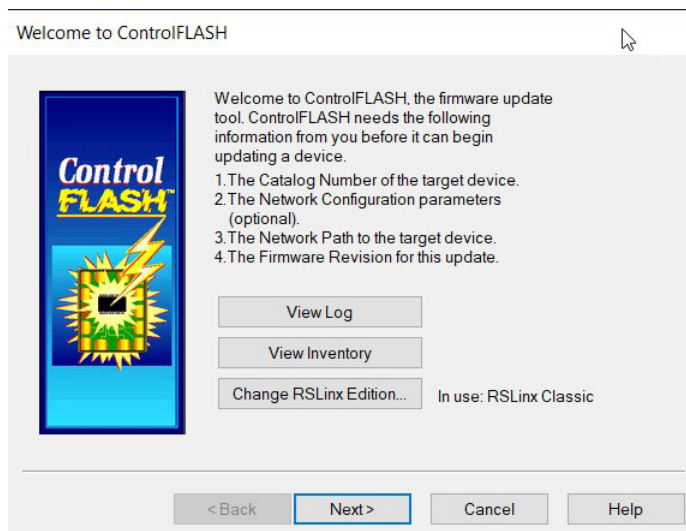 Welcome to ControlFLASH
Control
FLASH™
Welcome to ControlFLASH, the firmware update
tool. ControlFLASH needs the following
information from you before it can begin
updating a device.
1.The Catalog Number of the target device.
2.The Network Configuration parameters
(optional).
3.The Network Path to the target device.
4.The Firmware Revision for this update.
View Log
View Inventory
Change RSLinx Edition...
In use: RSLinx Classic
< Back
Next >
Cancel
Help